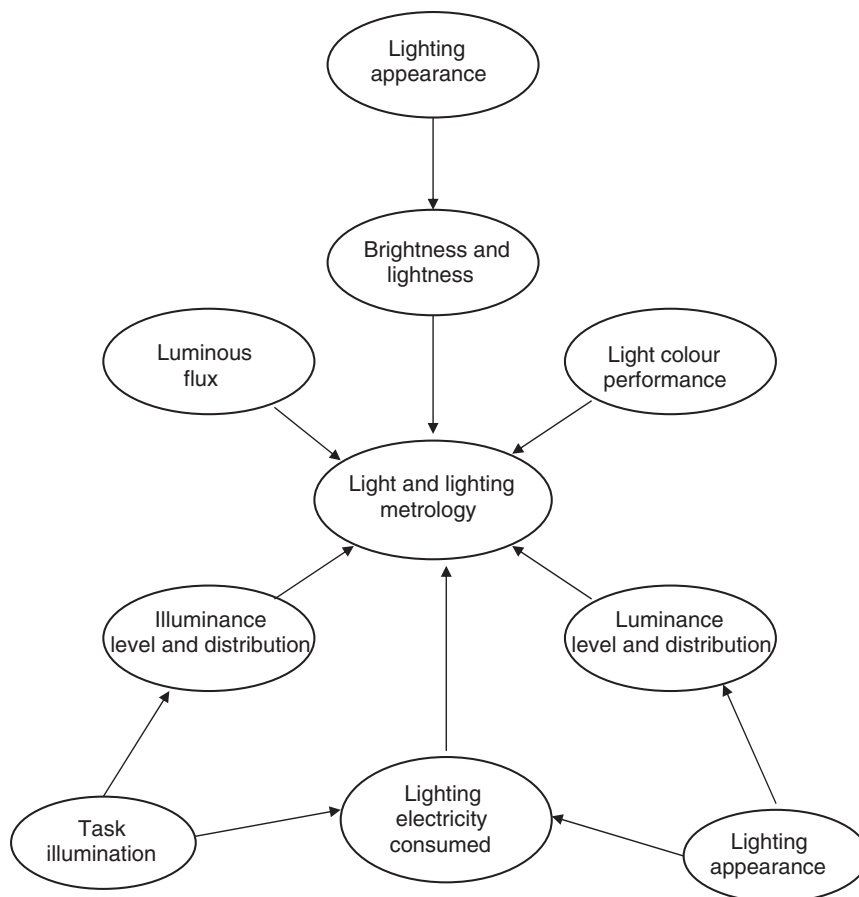 Lighting
appearance
Brightness and
lightness
Luminous
flux
Light colour
performance
Light and lighting
metrology
Illuminance
level and distribution
Luminance
level and distribution
Task
illumination
Lighting
electricity
consumed
Lighting
appearance